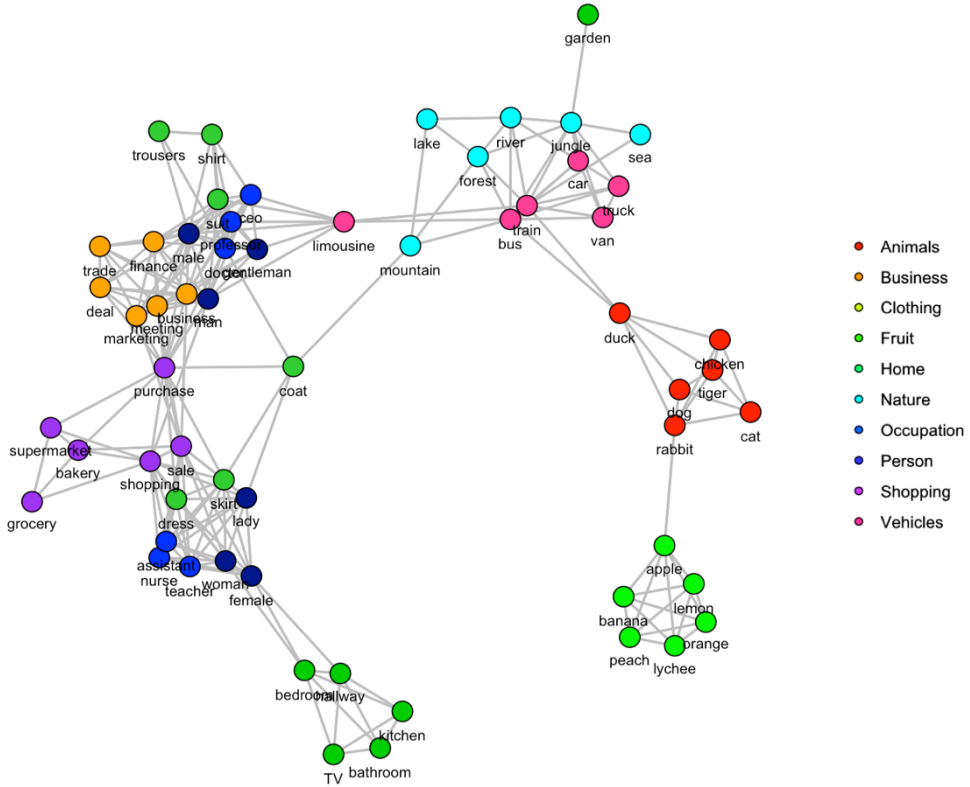 garden
lake
river
jungle
sea
trousers
shirt
forest
car
truck
suit
ceo
professor
limousine
train
bus
van
trade
finance
male
doctor
gentleman
mountain
deal
marketing
meeting
business
man
duck
chicken
purchase
coat
tiger
dog
cat
rabbit
supermarket
bakery
sale
shopping
grocery
skirt
lady
dress
assistant
nurse
teacher
woman
female
apple
lemon
banana
orange
peach
lychee
bedroom
hallway
kitchen
bathroom
TV
Animals
Business
Clothing
Fruit
Home
Nature
Occupation
Person
Shopping
Vehicles